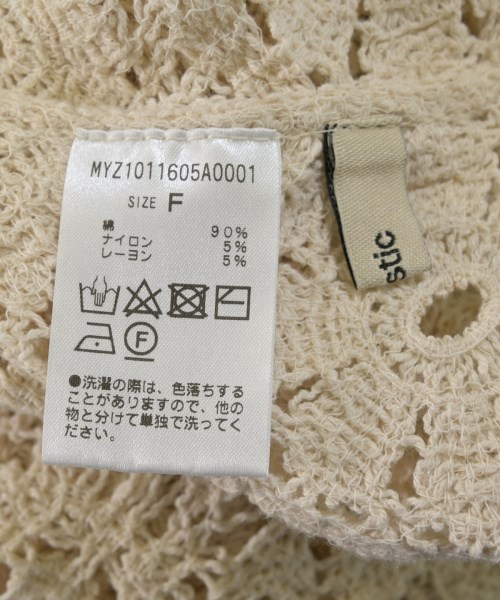 MYZ1011605A0001
SIZE F
綿 90%
ナイロン 5%
レーヨン 5%
F
●洗濯の際は、色落ちする
ことがありますので、他の
物と分けて単独で洗ってく
ださい。
stic